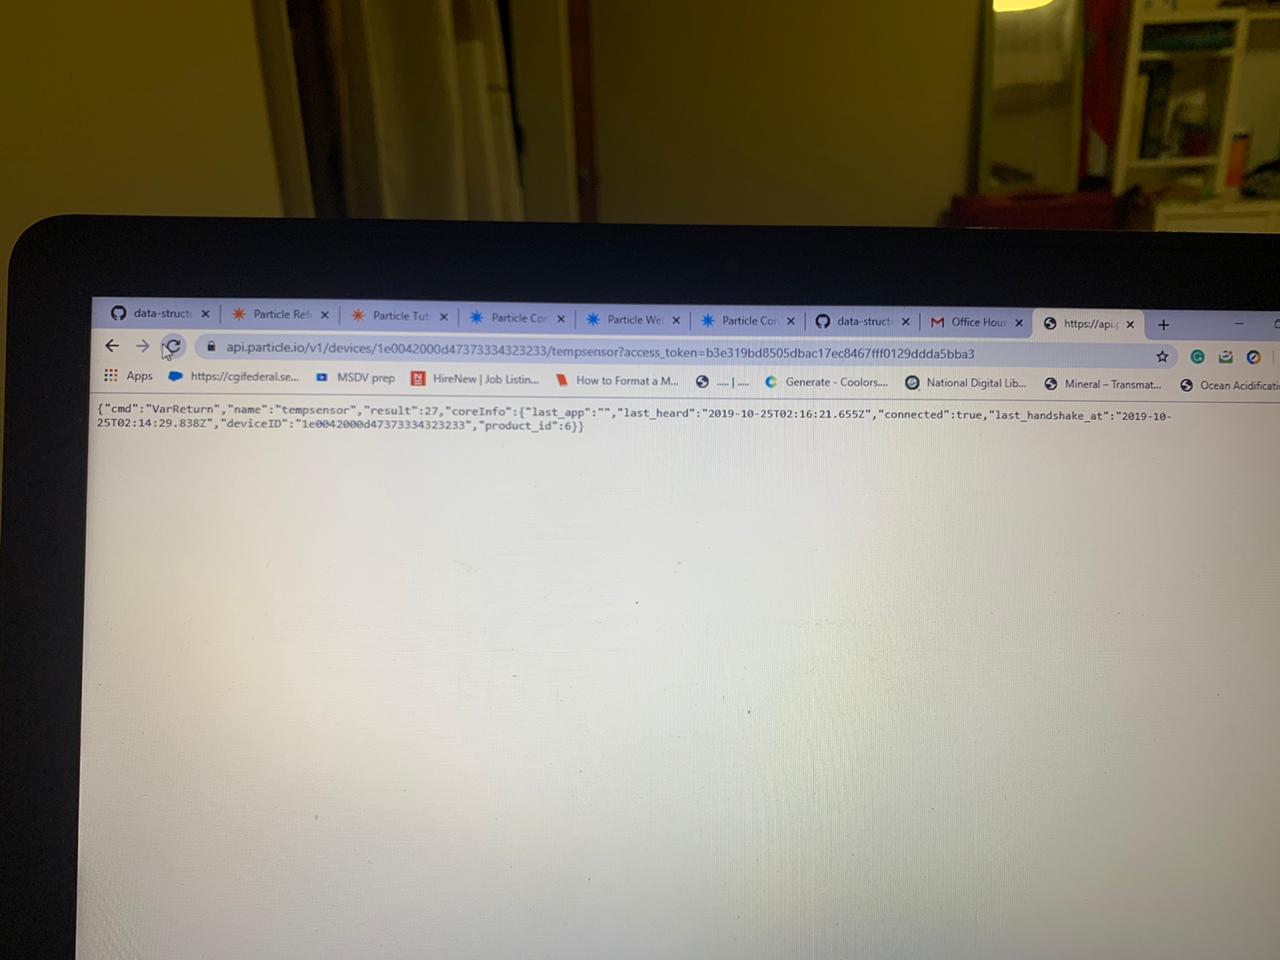 data-struct
Particle Ref
Particle Tut
Particle Con
Particle We
Particle Con
data-struct
Office Hour
https://api.p
api.particle.io/v1/devices/1e0042000d47373334323233/tempsensor?access_token=b3e319bd8505dbac17ec8467fff0129ddda5bba3
Apps
https://cgifederal.se...
MSDV prep
HireNew | Job Listin...
How to Format a M...
..... | .....
Generate - Coolors....
National Digital Lib...
Mineral – Transmat...
Ocean Acidificati
{"cmd":"VarReturn","name":"tempsensor","result":27,"coreInfo":{"last_app":"","last_heard":"2019-10-25T02:16:21.655Z","connected":true,"last_handshake_at":"2019-10-
25T02:14:29.838Z","deviceID":"1e0042000d47373334323233","product_id":6}}